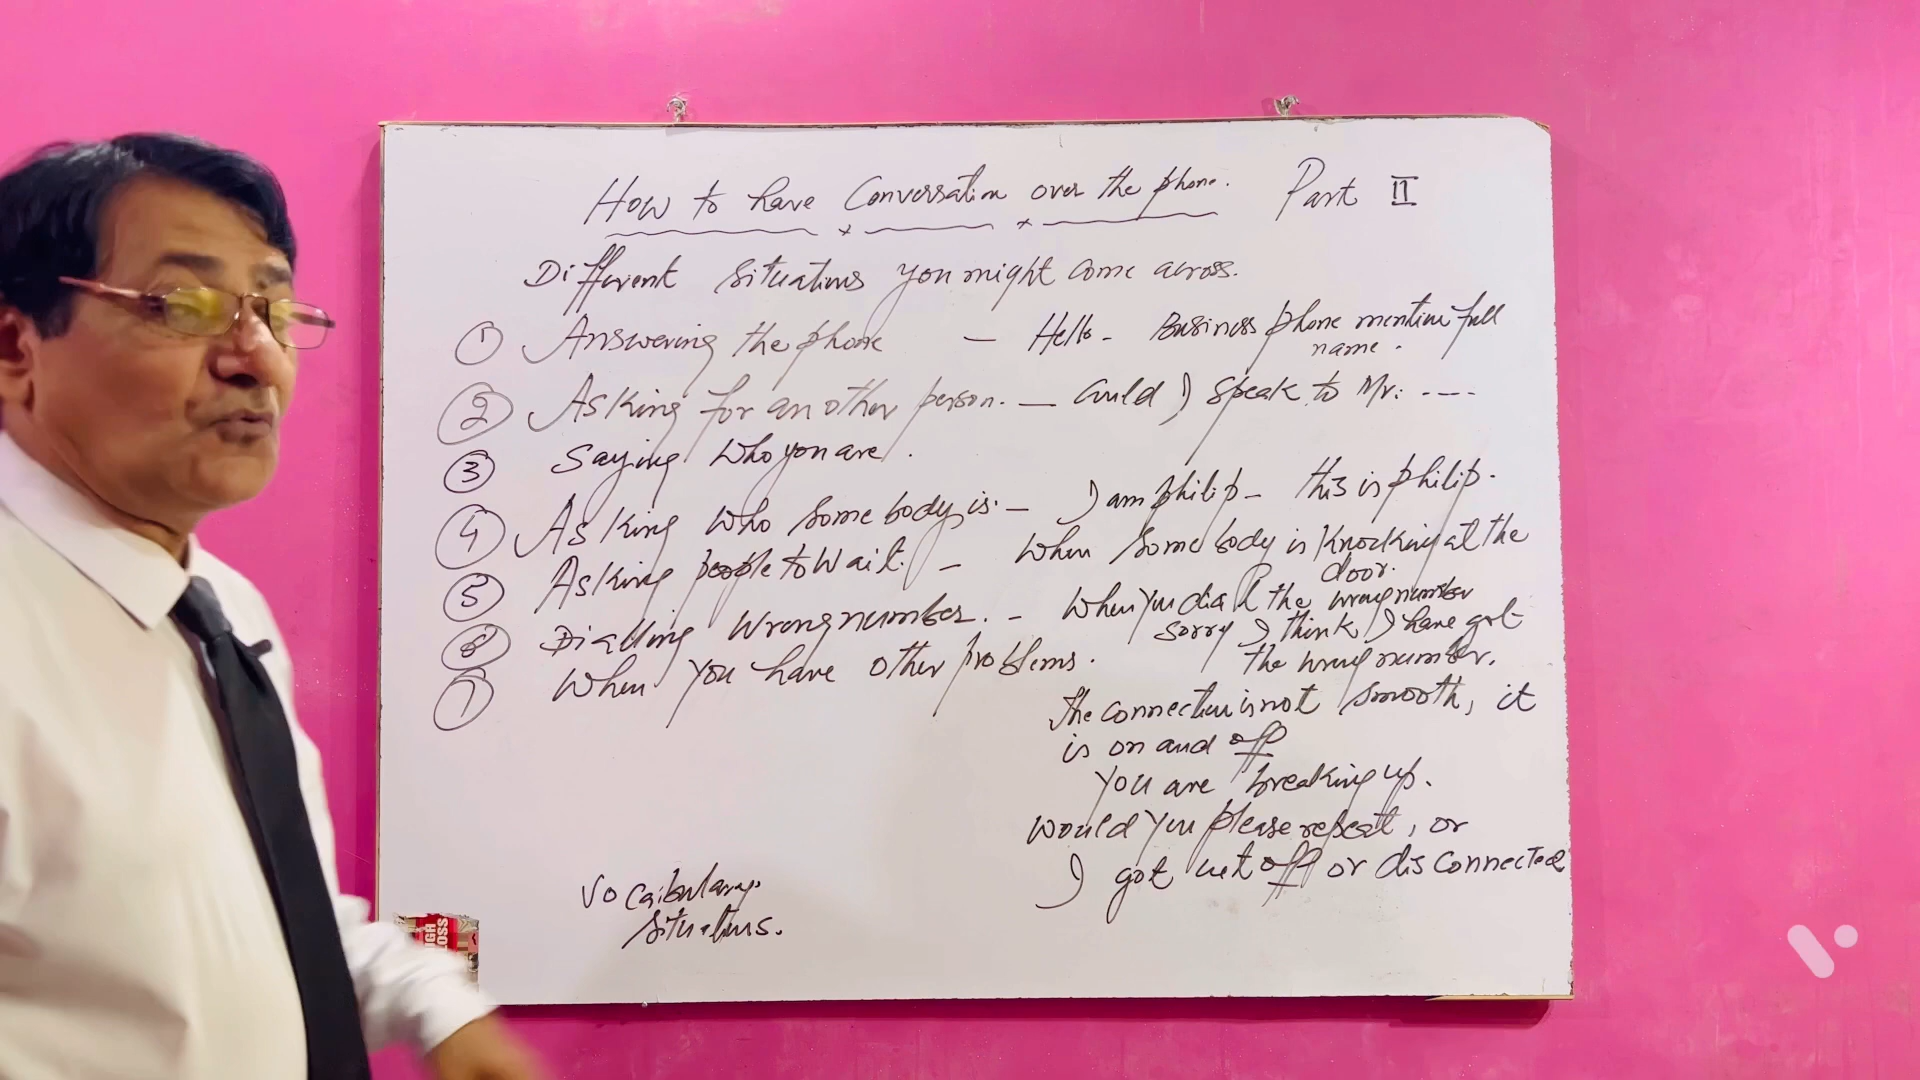 How to have Conversation over the phone. Part II
Different situations you might come across.
1 Answering the phone - Hello - Business phone mention full
name.
2 Asking for another person. - Could I speak to Mr: ----
3 Saying who you are.
4 Asking who somebody is. - I am philip - this is philip.
5 Asking people to wait. - When somebody is knocking at the
door.
6 Dialling wrong number. - When you dial the wrong number
sorry I think I have got
the wrong number.
7 When you have other problems.
The connection is not smooth, it
is on and off
You are breaking up.
Would you please repeat, or
I got cut off or disconnected
Vocabulary
situations.
UGH
LOSS